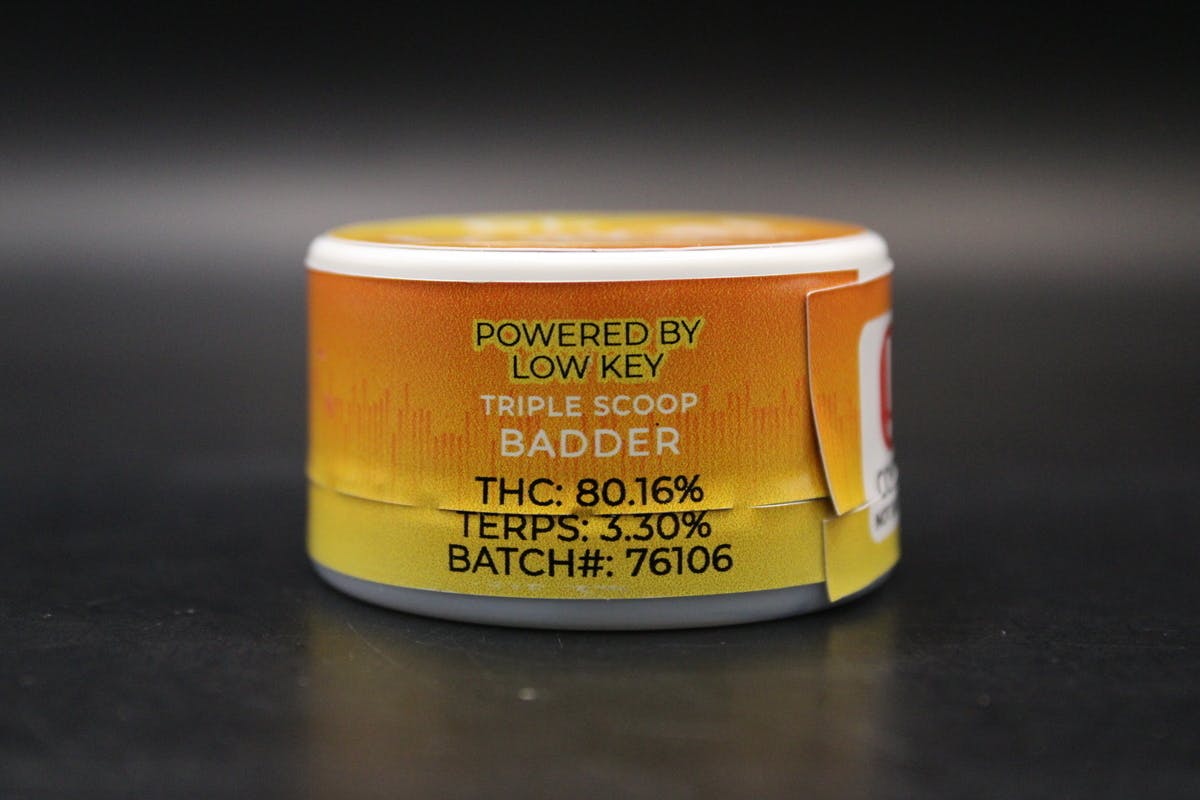 POWERED BY
LOW KEY
TRIPLE SCOOP
BADDER
THC: 80.16%
TERPS: 3.30%
BATCH#: 76106